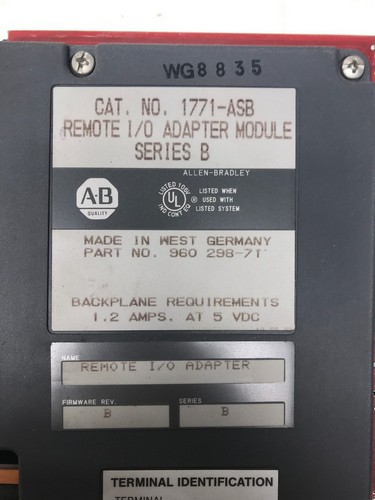 WG8835
CAT. NO. 1771-ASB
REMOTE I/O ADAPTER MODULE
SERIES B
ALLEN-BRADLEY
A-B
QUALITY
UL
LISTED WHEN
USED WITH
LISTED SYSTEM
MADE IN WEST GERMANY
PART NO. 960 298-71
BACKPLANE REQUIREMENTS
1.2 AMPS. AT 5 VDC
NAME
REMOTE I/O ADAPTER
FIRMWARE REV.
SERIES
B
B
TERMINAL IDENTIFICATION
TERMINAL